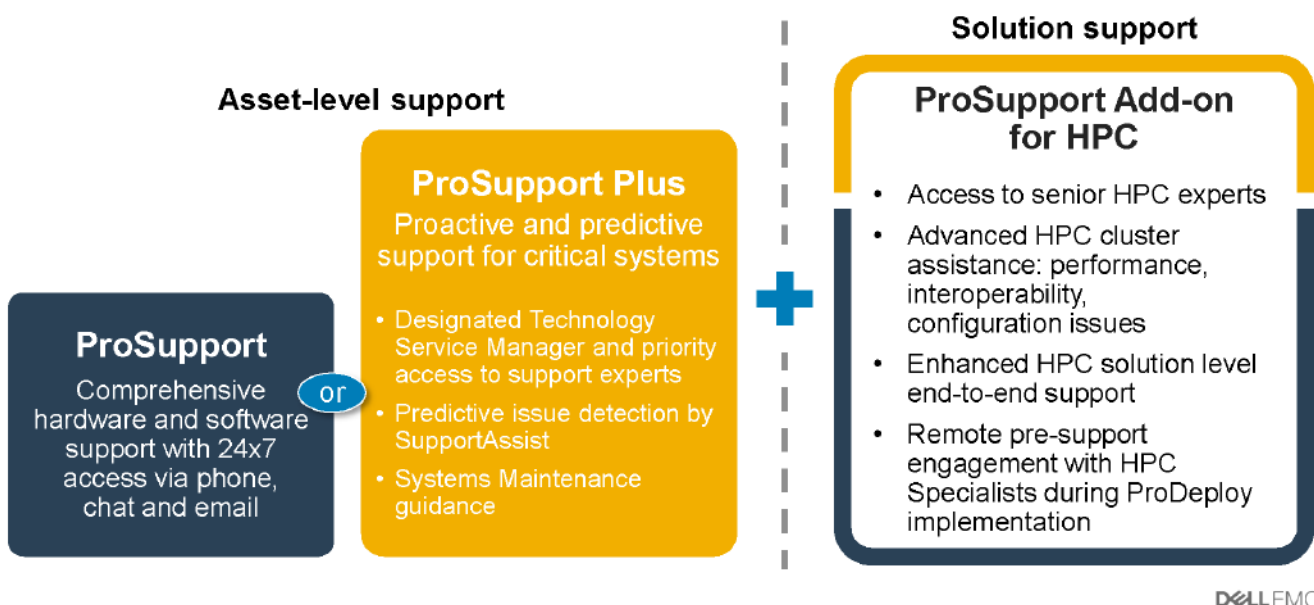 Asset-level support
ProSupport
Comprehensive
hardware and software
support with 24x7
access via phone,
chat and email
or
ProSupport Plus
Proactive and predictive
support for critical systems
• Designated Technology
Service Manager and priority
access to support experts
• Predictive issue detection by
SupportAssist
• Systems Maintenance
guidance
Solution support
ProSupport Add-on
for HPC
• Access to senior HPC experts
• Advanced HPC cluster
assistance: performance,
interoperability,
configuration issues
• Enhanced HPC solution level
end-to-end support
• Remote pre-support
engagement with HPC
Specialists during ProDeploy
implementation
DELLEMC